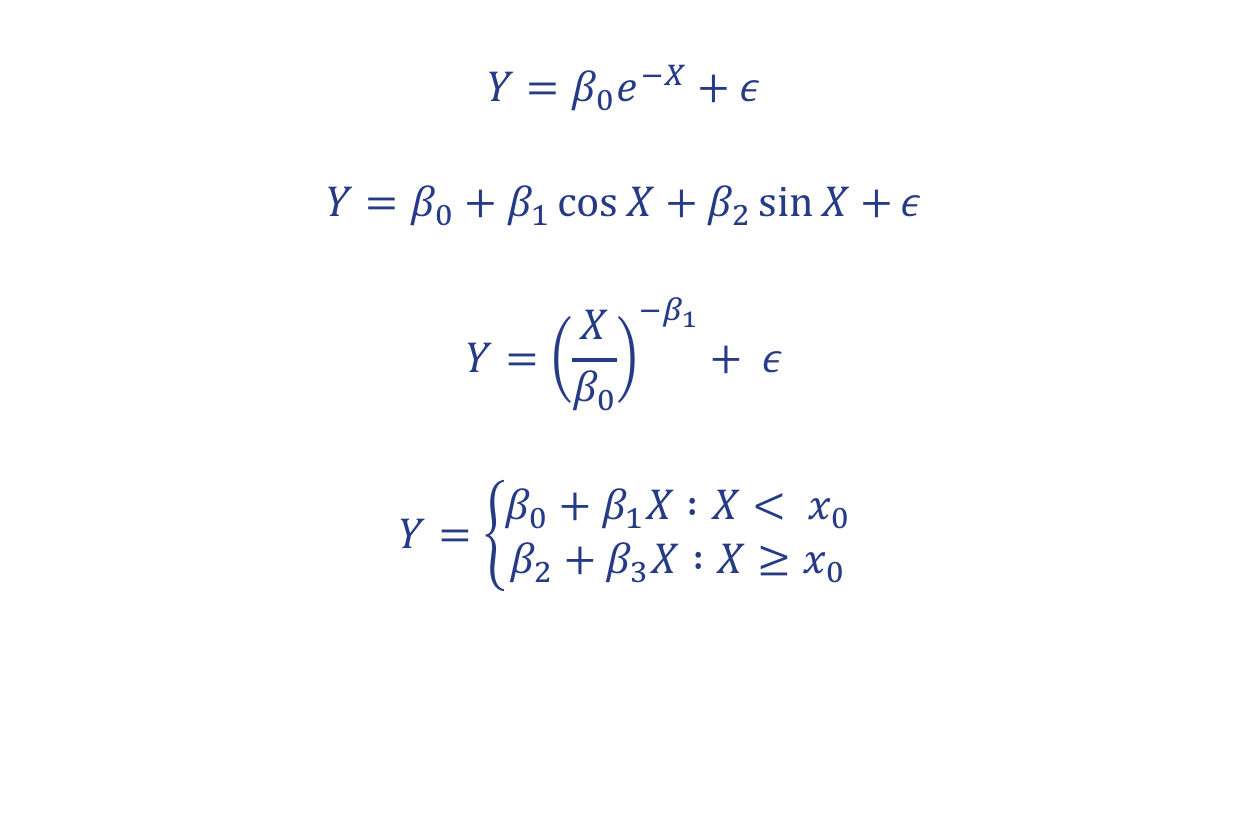 Y = β₀e^{−X} + ϵ
Y = β₀ + β₁ cos X + β₂ sin X + ϵ
Y = (X/β₀)^{−β₁} + ϵ
Y = {β₀ + β₁X : X < x₀
β₂ + β₃X : X ≥ x₀